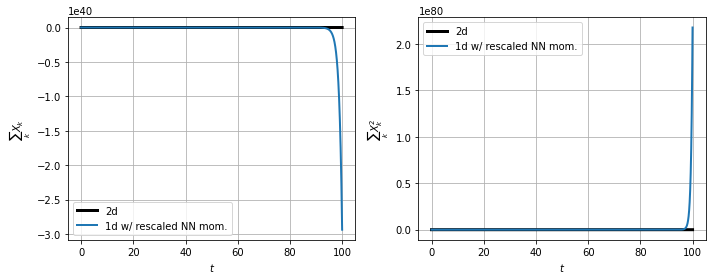 1e40
0.0
−0.5
−1.0
−1.5
−2.0
−2.5
−3.0
∑ₖ Xₖ
2d
1d w/ rescaled NN mom.
0 20 40 60 80 100
t
1e80
2.0
1.5
1.0
0.5
0.0
∑ₖ Xₖ²
2d
1d w/ rescaled NN mom.
0 20 40 60 80 100
t